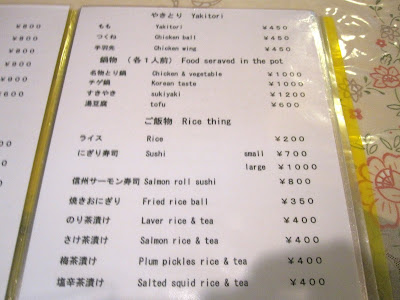 やきとり Yakitori
もも Yakitori ¥450
つくね Chicken ball ¥450
手羽先 Chicken wing ¥450
鍋物 (各1人前) Food seraved in the pot
名物とり鍋 Chicken & vegetable ¥1000
チゲ鍋 Korean taste ¥1000
すきやき sukiyaki ¥1200
湯豆腐 tofu ¥600
ご飯物 Rice thing
ライス Rice ¥200
にぎり寿司 Sushi small ¥700
large ¥1000
信州サーモン寿司 Salmon roll sushi ¥800
焼きおにぎり Fried rice ball ¥350
のり茶漬け Laver rice & tea ¥400
さけ茶漬け Salmon rice & tea ¥400
梅茶漬け Plum pickles rice & tea ¥400
塩辛茶漬け Salted squid rice & tea ¥400
¥800
¥800